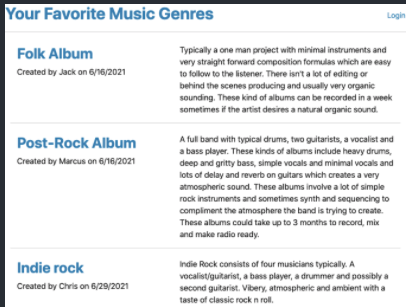 Your Favorite Music Genres
Login
Folk Album
Created by Jack on 6/16/2021
Typically a one man project with minimal instruments and
very straight forward composition formulas which are easy
to follow to the listener. There isn't a lot of editing or
behind the scenes producing and usually very organic
sounding. These kind of albums can be recorded in a week
sometimes if the artist desires a natural organic sound.
Post-Rock Album
Created by Marcus on 6/16/2021
A full band with typical drums, two guitarists, a vocalist and
a bass player. These kinds of albums include heavy drums,
deep and gritty bass, simple vocals and minimal vocals and
lots of delay and reverb on guitars which creates a very
atmospheric sound. These albums involve a lot of simple
rock instruments and sometimes synth and sequencing to
compliment the atmosphere the band is trying to create.
These albums could take up to 3 months to record, mix
and make radio ready.
Indie rock
Created by Chris on 6/29/2021
Indie Rock consists of four musicians typically. A
vocalist/guitarist, a bass player, a drummer and possibly a
second guitarist. Vibery, atmospheric and ambient with a
taste of classic rock n roll.